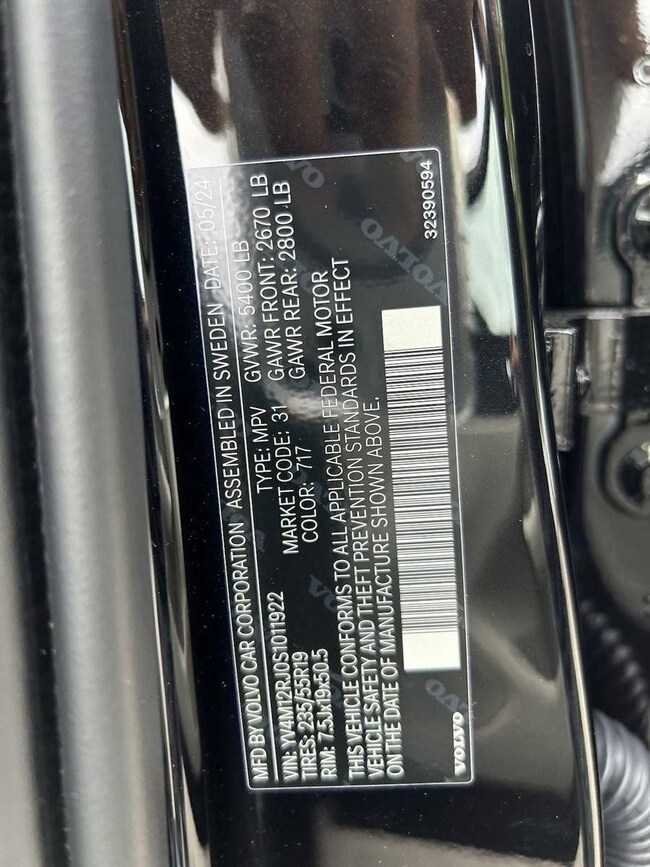 MFD BY VOLVO CAR CORPORATION ASSEMBLED IN SWEDEN DATE: 05/24
VIN: YV4M12RJ0S1011922 TYPE: MPV GVWR: 5400 LB
TIRES: 235/55R19 MARKET CODE: 31 GAWR FRONT: 2670 LB
RIM: 7.5Jx19x50.5 COLOR: 717 GAWR REAR: 2800 LB
THIS VEHICLE CONFORMS TO ALL APPLICABLE FEDERAL MOTOR
VEHICLE SAFETY AND THEFT PREVENTION STANDARDS IN EFFECT
ON THE DATE OF MANUFACTURE SHOWN ABOVE.
VOLVO 32390594